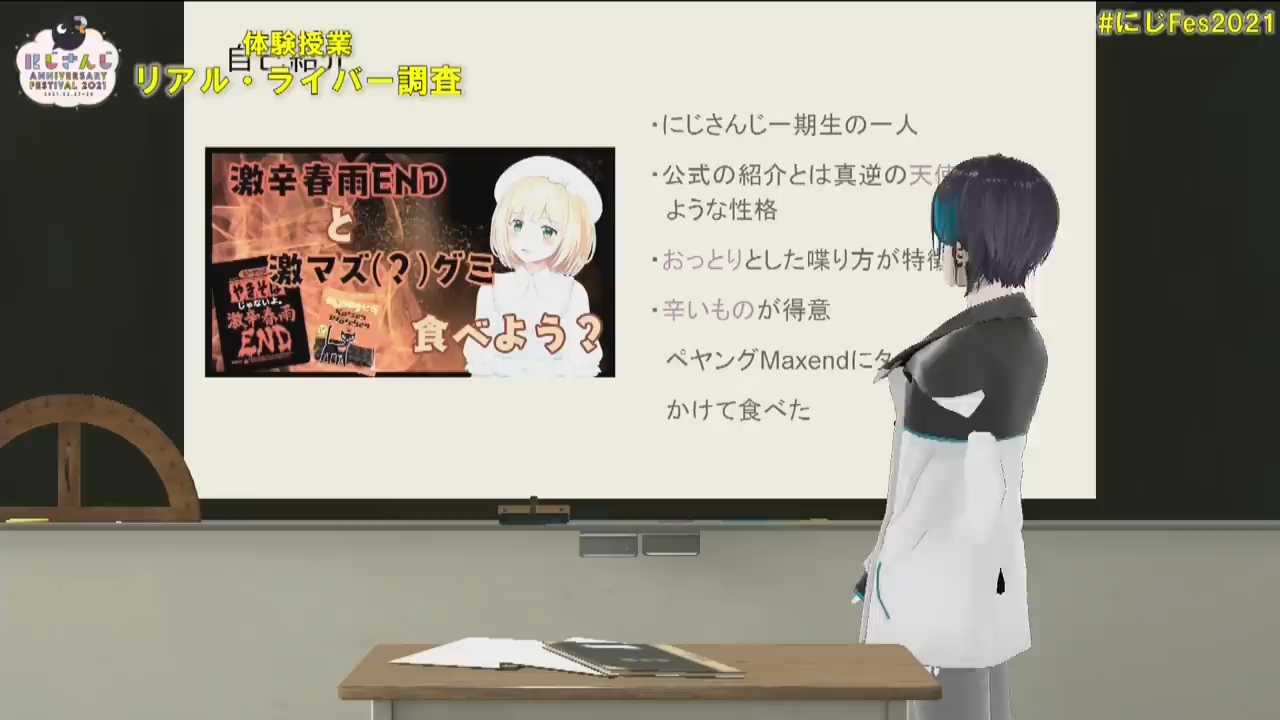 にじさんじ
ANNIVERSARY
FESTIVAL 2021
体験授業
リアル・ライバー調査
#にじFes2021
自己紹介
激辛春雨END
と
激マズ(?)グミ
食べよう?
やきそば
じゃないよ。
激辛春雨
END
・にじさんじ一期生の一人
・公式の紹介とは真逆の天使
ような性格
・おっとりとした喋り方が特徴
・辛いものが得意
ペヤングMaxendにタ
かけて食べた